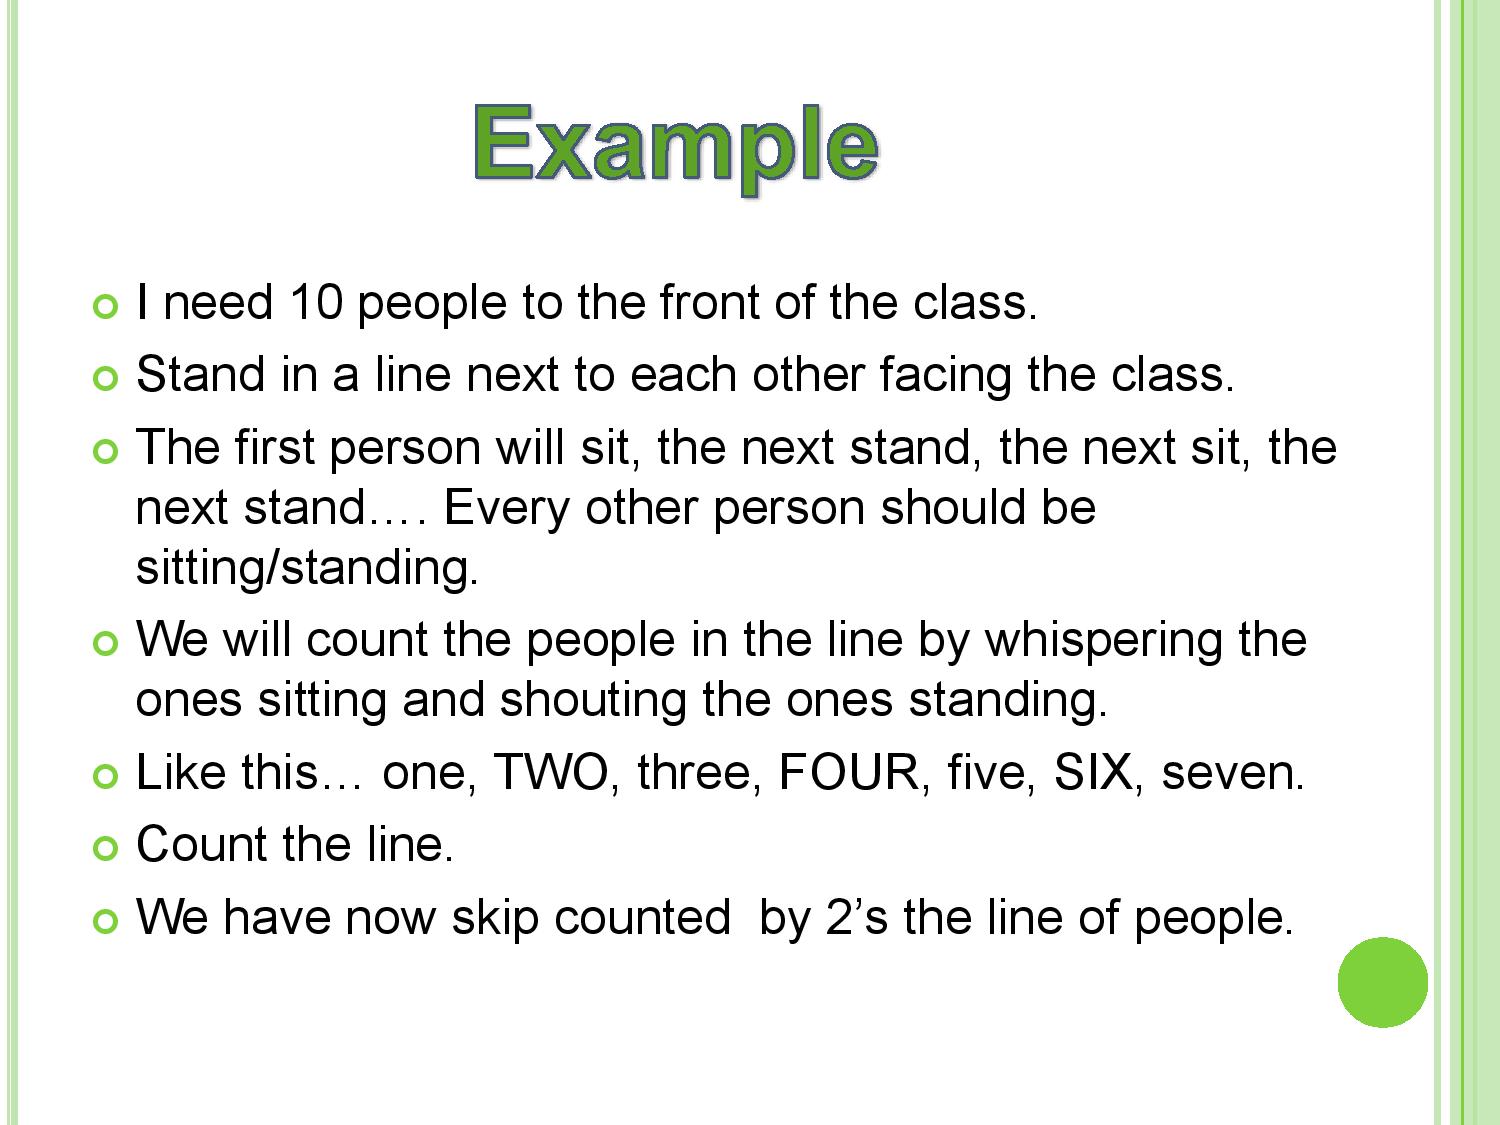 Example
I need 10 people to the front of the class.
Stand in a line next to each other facing the class.
The first person will sit, the next stand, the next sit, the
next stand…. Every other person should be
sitting/standing.
We will count the people in the line by whispering the
ones sitting and shouting the ones standing.
Like this… one, TWO, three, FOUR, five, SIX, seven.
Count the line.
We have now skip counted  by 2’s the line of people.